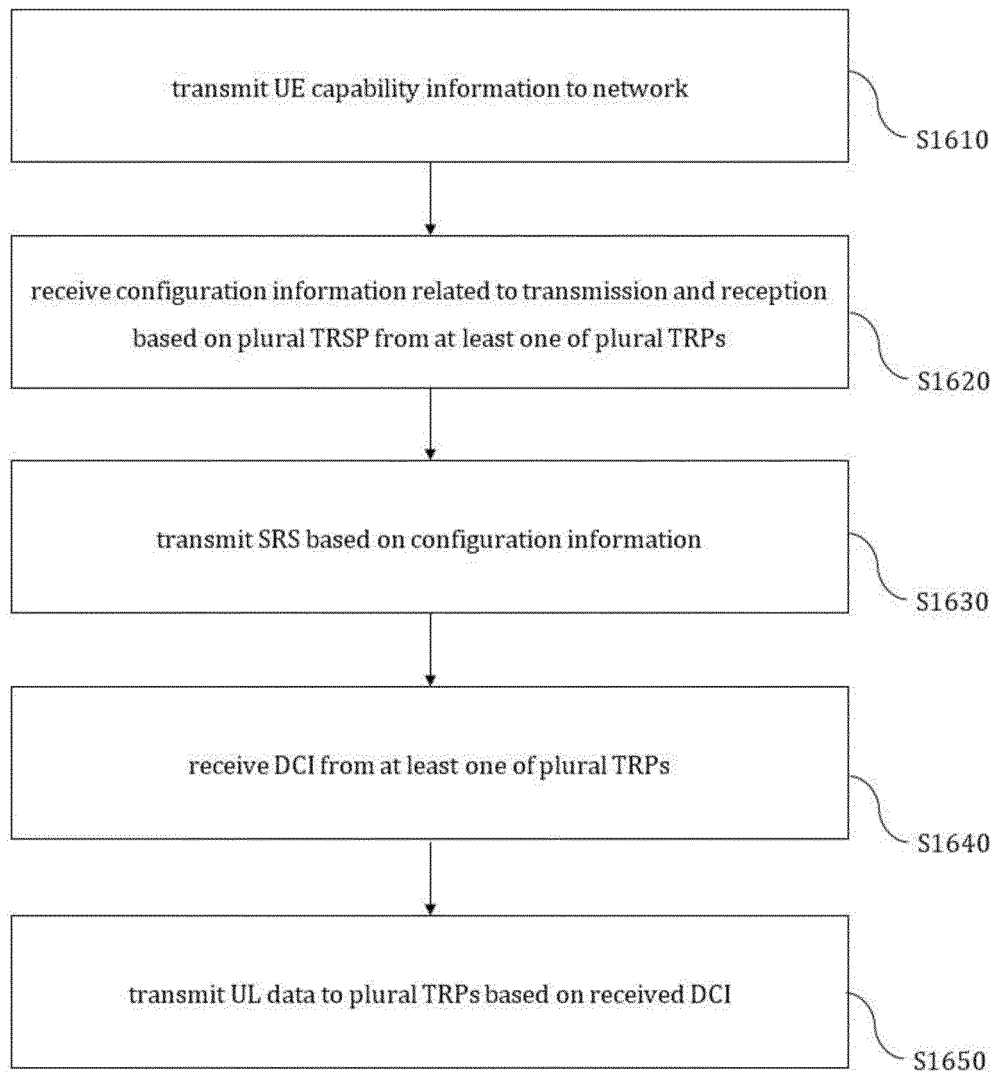 transmit UE capability information to network
S1610
receive configuration information related to transmission and reception
based on plural TRSP from at least one of plural TRPs
S1620
transmit SRS based on configuration information
S1630
receive DCI from at least one of plural TRPs
S1640
transmit UL data to plural TRPs based on received DCI
S1650